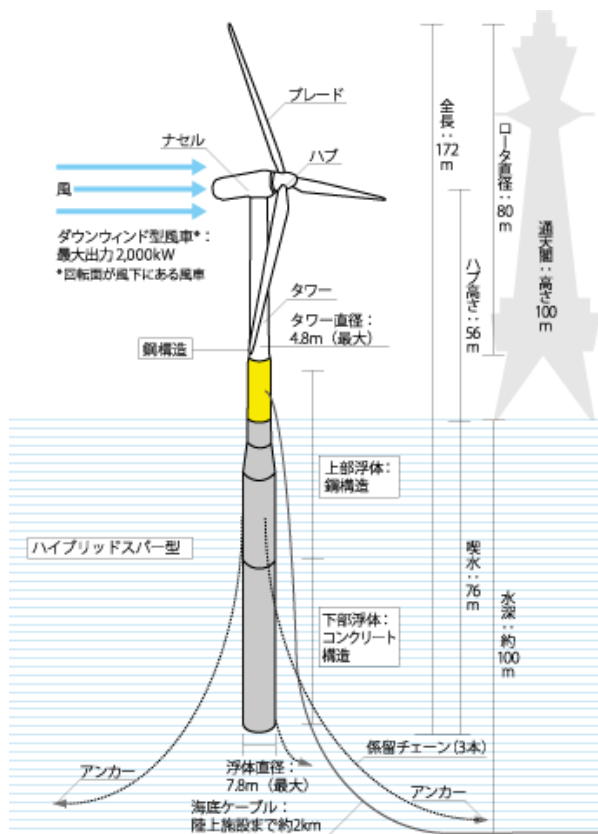 ブレード
ナセル
ハブ
風
ダウンウィンド型風車*：
最大出力 2,000kW
*回転面が風下にある風車
タワー
タワー直径：
4.8m（最大）
鋼構造
全長：172m
ロータ直径：80m
ハブ高さ：56m
通天閣：高さ100m
上部浮体：
鋼構造
ハイブリッドスパー型
喫水：76m
水深：約100m
下部浮体：
コンクリート
構造
係留チェーン（3本）
アンカー
浮体直径：
7.8m（最大）
アンカー
海底ケーブル：
陸上施設まで約2km